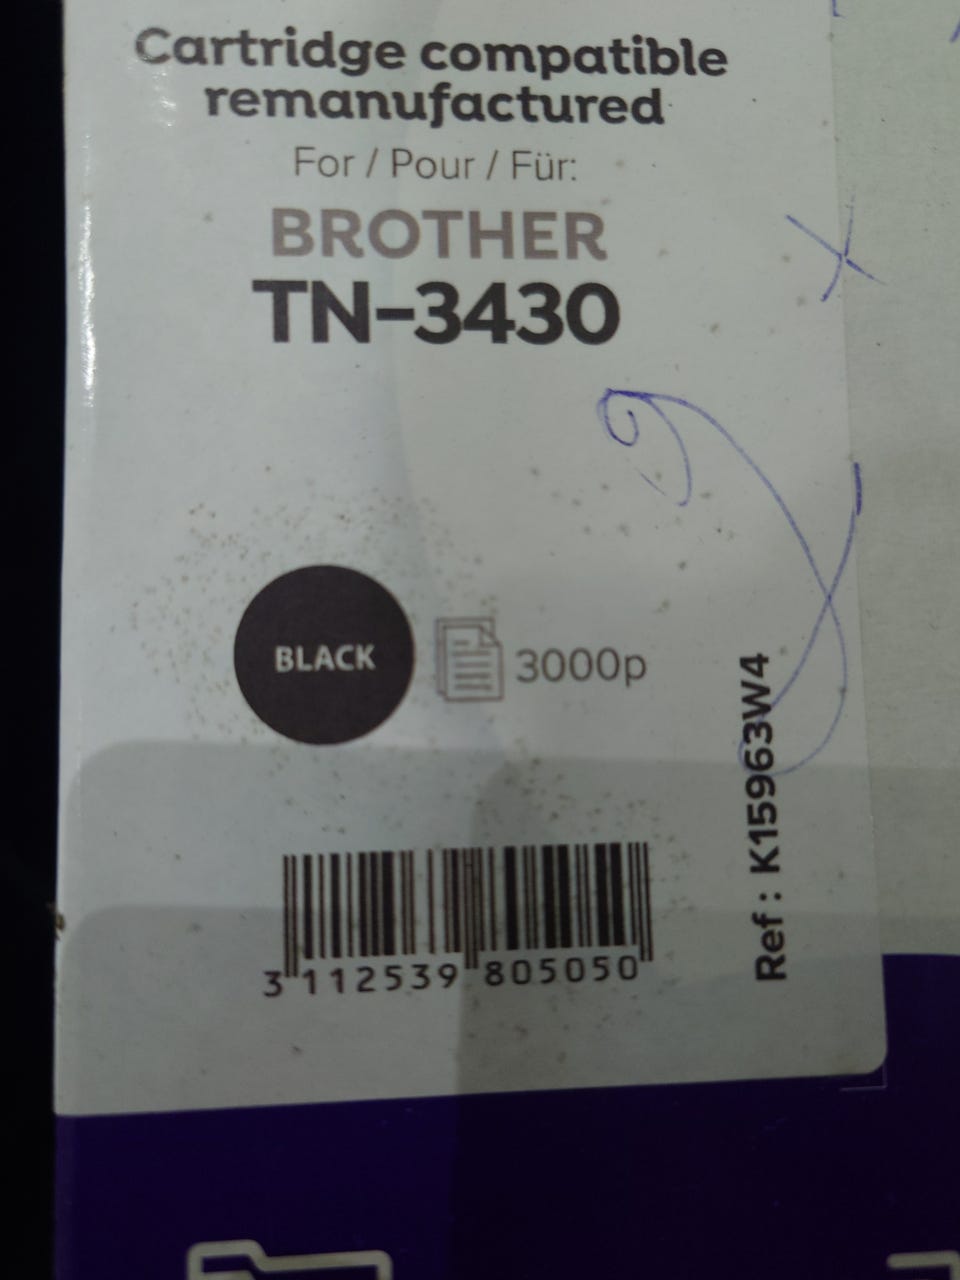 Cartridge compatible
remanufactured
For / Pour / Für:
BROTHER
TN-3430
BLACK
3000p
Ref : K15963W4
3 112539 805050